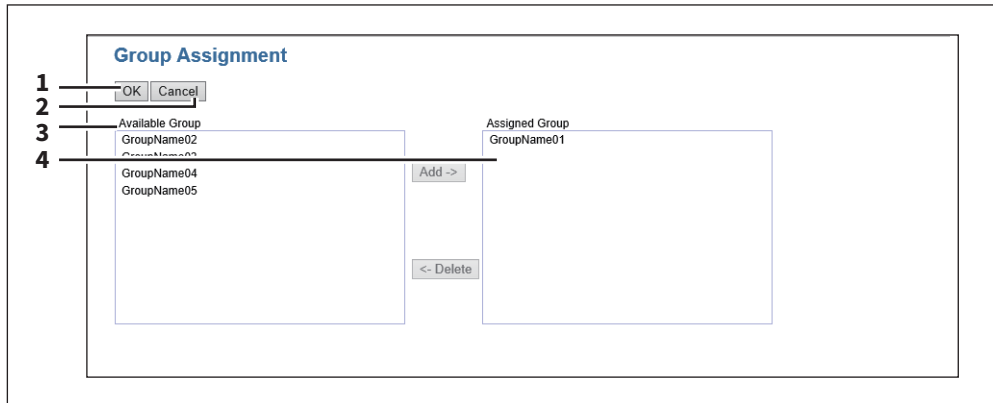 Group Assignment
1
OK Cancel
2
3
Available Group
Assigned Group
GroupName02
GroupName01
4
GroupName04
Add ->
GroupName05
<- Delete